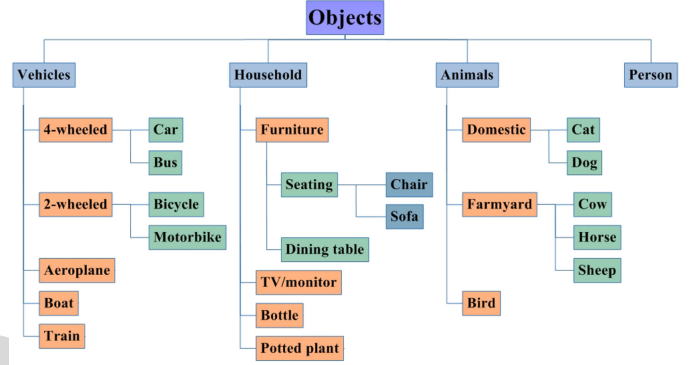 Objects
Vehicles
Household
Animals
Person
4-wheeled
Car
Bus
2-wheeled
Bicycle
Motorbike
Aeroplane
Boat
Train
Furniture
Seating
Chair
Sofa
Dining table
TV/monitor
Bottle
Potted plant
Domestic
Cat
Dog
Farmyard
Cow
Horse
Sheep
Bird